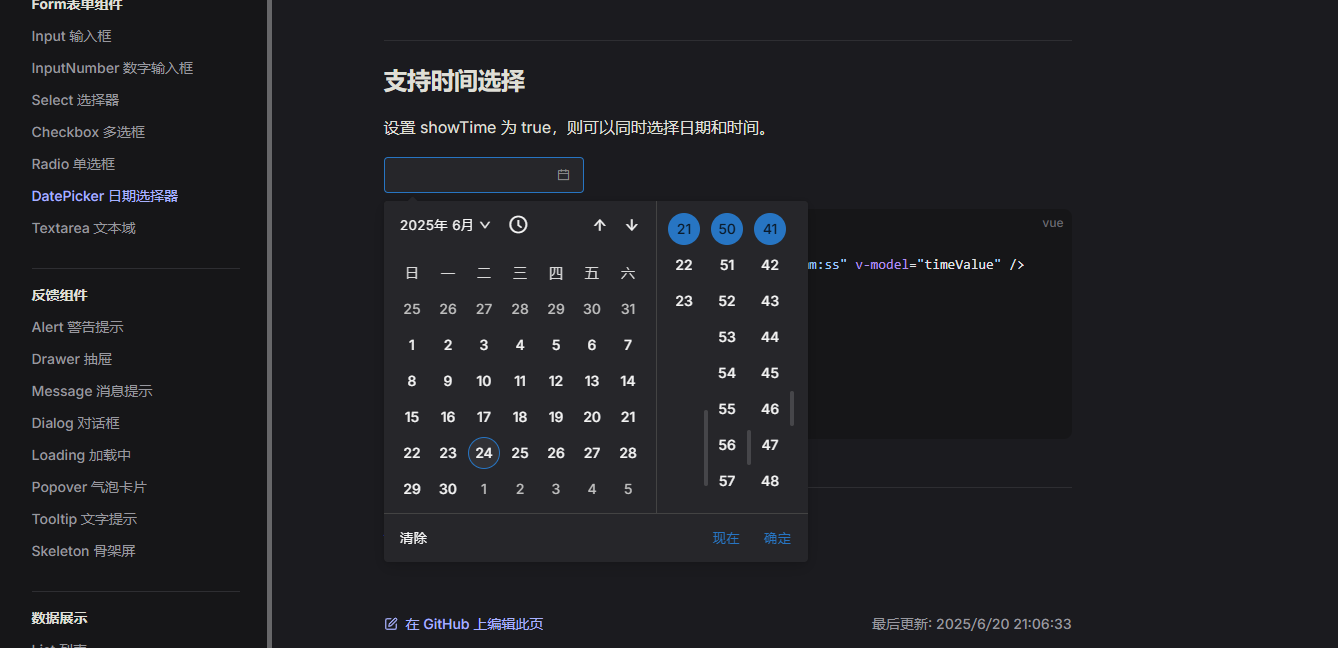 Form表单组件
Input 输入框
InputNumber 数字输入框
Select 选择器
Checkbox 多选框
Radio 单选框
DatePicker 日期选择器
Textarea 文本域
反馈组件
Alert 警告提示
Drawer 抽屉
Message 消息提示
Dialog 对话框
Loading 加载中
Popover 气泡卡片
Tooltip 文字提示
Skeleton 骨架屏
数据展示
List 列表
支持时间选择
设置 showTime 为 true，则可以同时选择日期和时间。
2025年 6月
日 一 二 三 四 五 六
25 26 27 28 29 30 31
1 2 3 4 5 6 7
8 9 10 11 12 13 14
15 16 17 18 19 20 21
22 23 24 25 26 27 28
29 30 1 2 3 4 5
21 50 41
22 51 42
23 52 43
53 44
54 45
55 46
56 47
57 48
清除 现在 确定
vue
m:ss" v-model="timeValue" />
在 GitHub 上编辑此页
最后更新: 2025/6/20 21:06:33